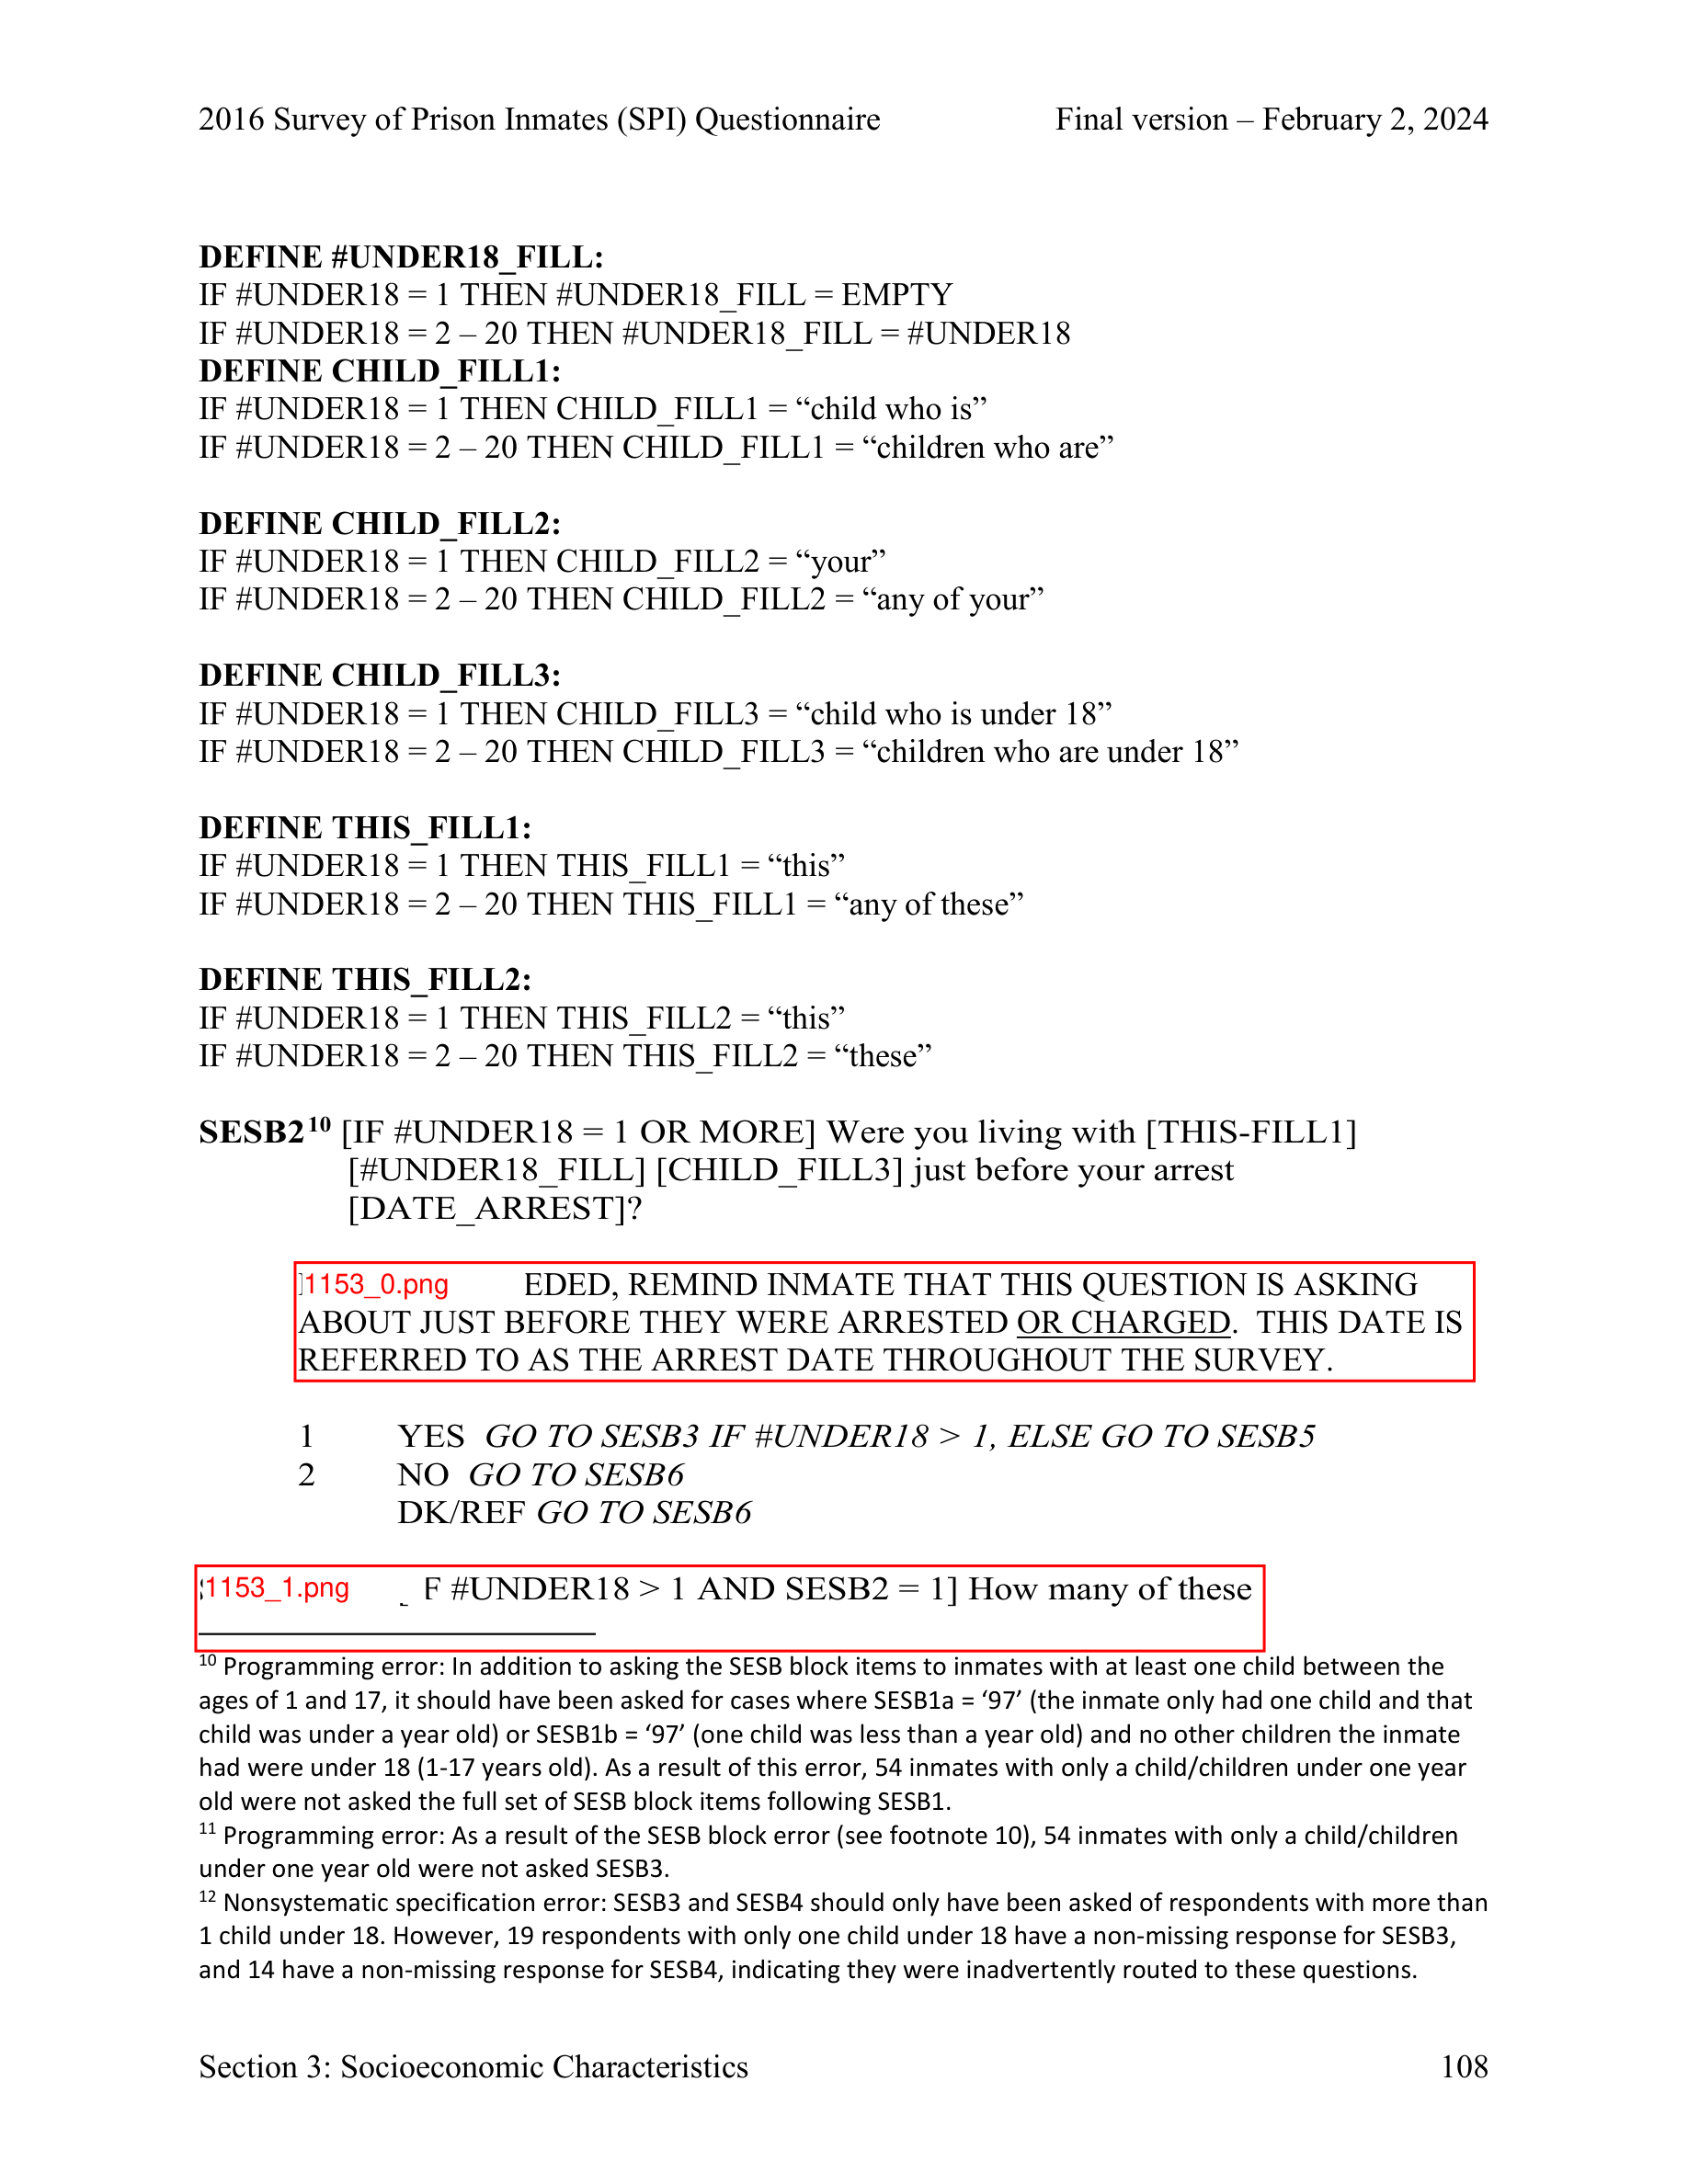 2016 Survey of Prison Inmates (SPI) Questionnaire Final version – February 2, 2024
DEFINE #UNDER18_FILL:
IF #UNDER18 = 1 THEN #UNDER18_FILL = EMPTY
IF #UNDER18 = 2 – 20 THEN #UNDER18_FILL = #UNDER18
DEFINE CHILD_FILL1:
IF #UNDER18 = 1 THEN CHILD_FILL1 = “child who is”
IF #UNDER18 = 2 – 20 THEN CHILD_FILL1 = “children who are”
DEFINE CHILD_FILL2:
IF #UNDER18 = 1 THEN CHILD_FILL2 = “your”
IF #UNDER18 = 2 – 20 THEN CHILD_FILL2 = “any of your”
DEFINE CHILD_FILL3:
IF #UNDER18 = 1 THEN CHILD_FILL3 = “child who is under 18”
IF #UNDER18 = 2 – 20 THEN CHILD_FILL3 = “children who are under 18”
DEFINE THIS_FILL1:
IF #UNDER18 = 1 THEN THIS_FILL1 = “this”
IF #UNDER18 = 2 – 20 THEN THIS_FILL1 = “any of these”
DEFINE THIS_FILL2:
IF #UNDER18 = 1 THEN THIS_FILL2 = “this”
IF #UNDER18 = 2 – 20 THEN THIS_FILL2 = “these”
SESB2¹⁰ [IF #UNDER18 = 1 OR MORE] Were you living with [THIS-FILL1]
[#UNDER18_FILL] [CHILD_FILL3] just before your arrest
[DATE_ARREST]?
1153_0.png EDED, REMIND INMATE THAT THIS QUESTION IS ASKING
ABOUT JUST BEFORE THEY WERE ARRESTED OR CHARGED. THIS DATE IS
REFERRED TO AS THE ARREST DATE THROUGHOUT THE SURVEY.
1 YES GO TO SESB3 IF #UNDER18 > 1, ELSE GO TO SESB5
2 NO GO TO SESB6
DK/REF GO TO SESB6
1153_1.png F #UNDER18 > 1 AND SESB2 = 1] How many of these
¹⁰ Programming error: In addition to asking the SESB block items to inmates with at least one child between the
ages of 1 and 17, it should have been asked for cases where SESB1a = ‘97’ (the inmate only had one child and that
child was under a year old) or SESB1b = ‘97’ (one child was less than a year old) and no other children the inmate
had were under 18 (1-17 years old). As a result of this error, 54 inmates with only a child/children under one year
old were not asked the full set of SESB block items following SESB1.
¹¹ Programming error: As a result of the SESB block error (see footnote 10), 54 inmates with only a child/children
under one year old were not asked SESB3.
¹² Nonsystematic specification error: SESB3 and SESB4 should only have been asked of respondents with more than
1 child under 18. However, 19 respondents with only one child under 18 have a non-missing response for SESB3,
and 14 have a non-missing response for SESB4, indicating they were inadvertently routed to these questions.
Section 3: Socioeconomic Characteristics 108